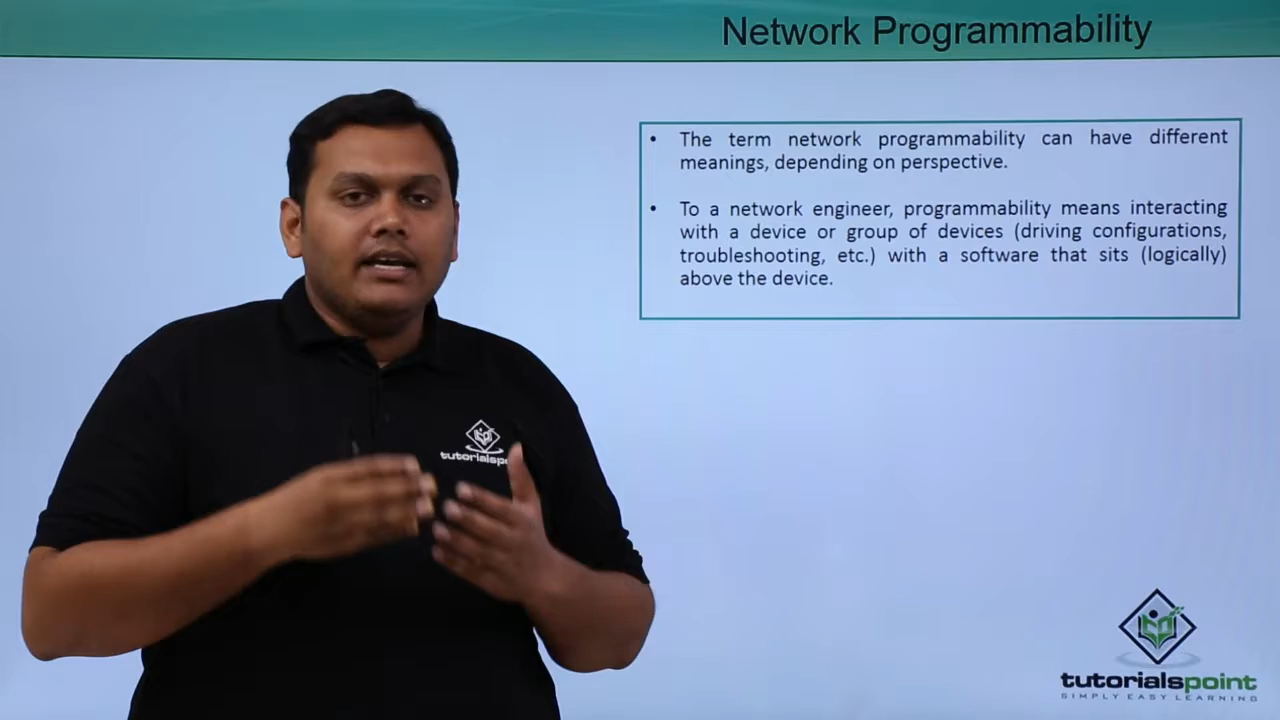 Network Programmability
• The term network programmability can have different
meanings, depending on perspective.
• To a network engineer, programmability means interacting
with a device or group of devices (driving configurations,
troubleshooting, etc.) with a software that sits (logically)
above the device.
tutorialspo
tutorialspoint
SIMPLY EASY LEARNING